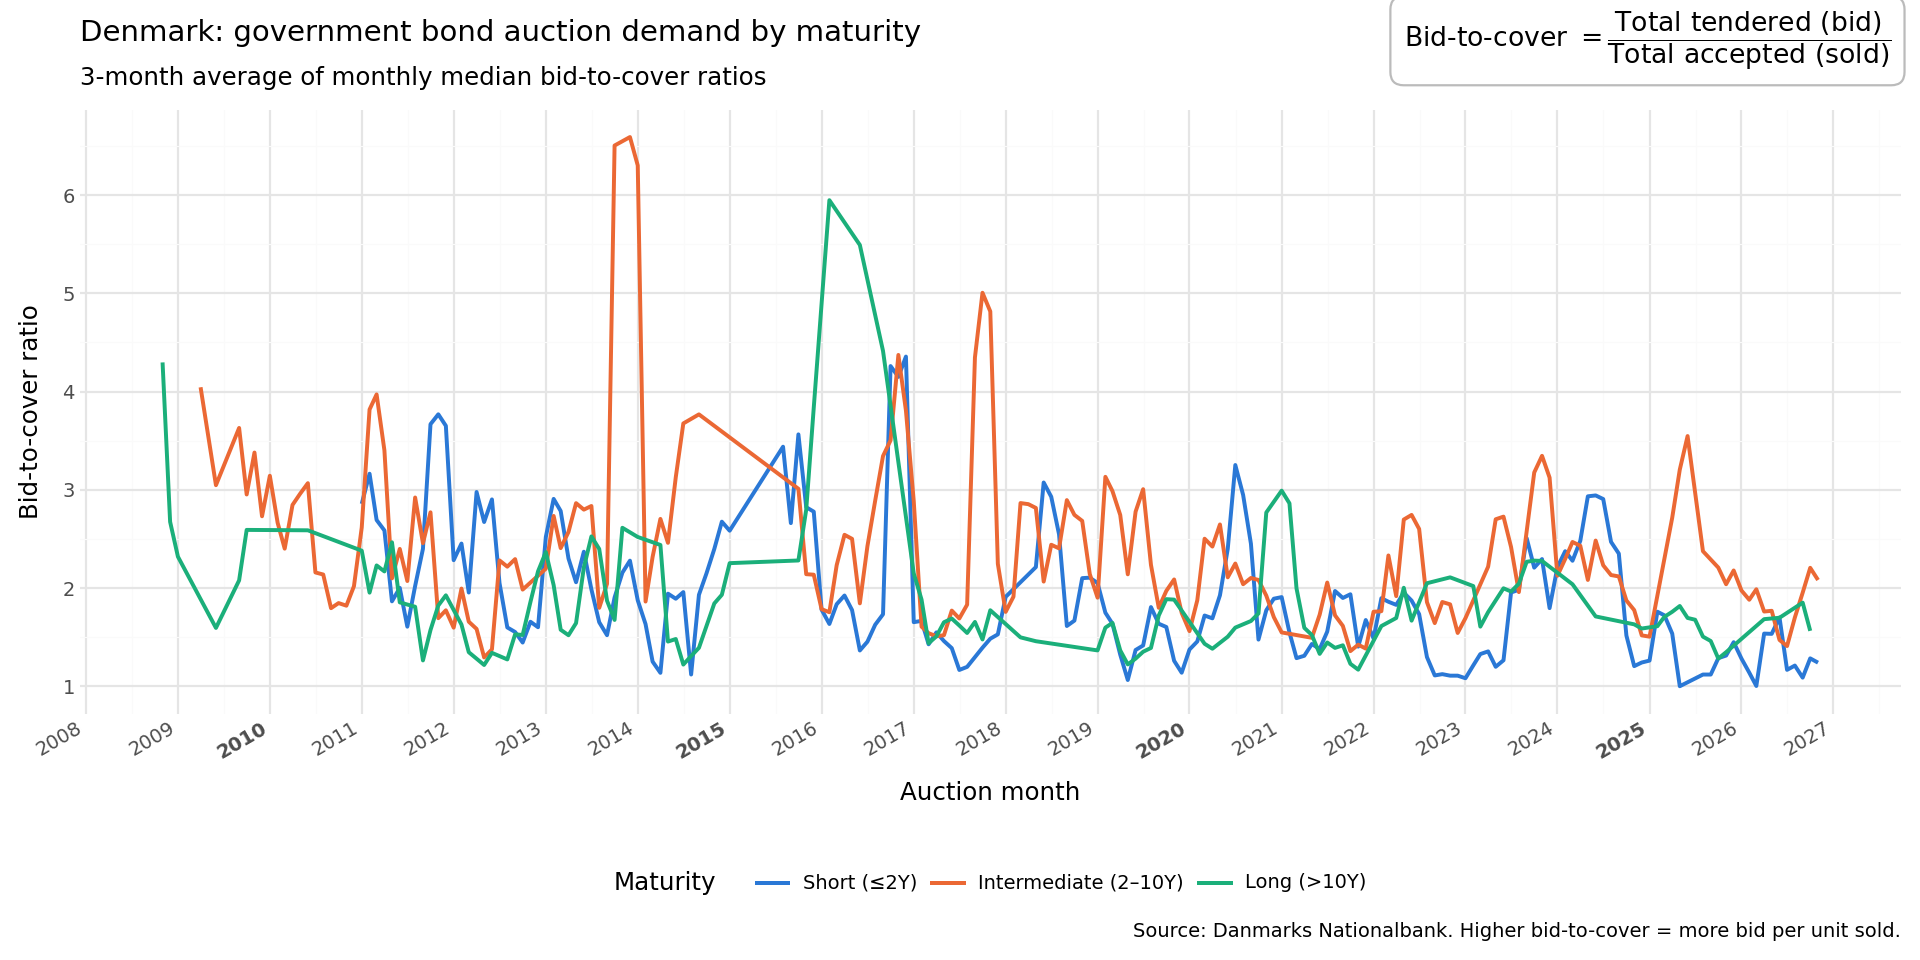 Denmark: government bond auction demand by maturity
3-month average of monthly median bid-to-cover ratios
Bid-to-cover = Total tendered (bid)
Total accepted (sold)
Bid-to-cover ratio
6
5
4
3
2
1
2008 2009 2010 2011 2012 2013 2014 2015 2016 2017 2018 2019 2020 2021 2022 2023 2024 2025 2026 2027
Auction month
Maturity Short (≤2Y) Intermediate (2–10Y) Long (>10Y)
Source: Danmarks Nationalbank. Higher bid-to-cover = more bid per unit sold.